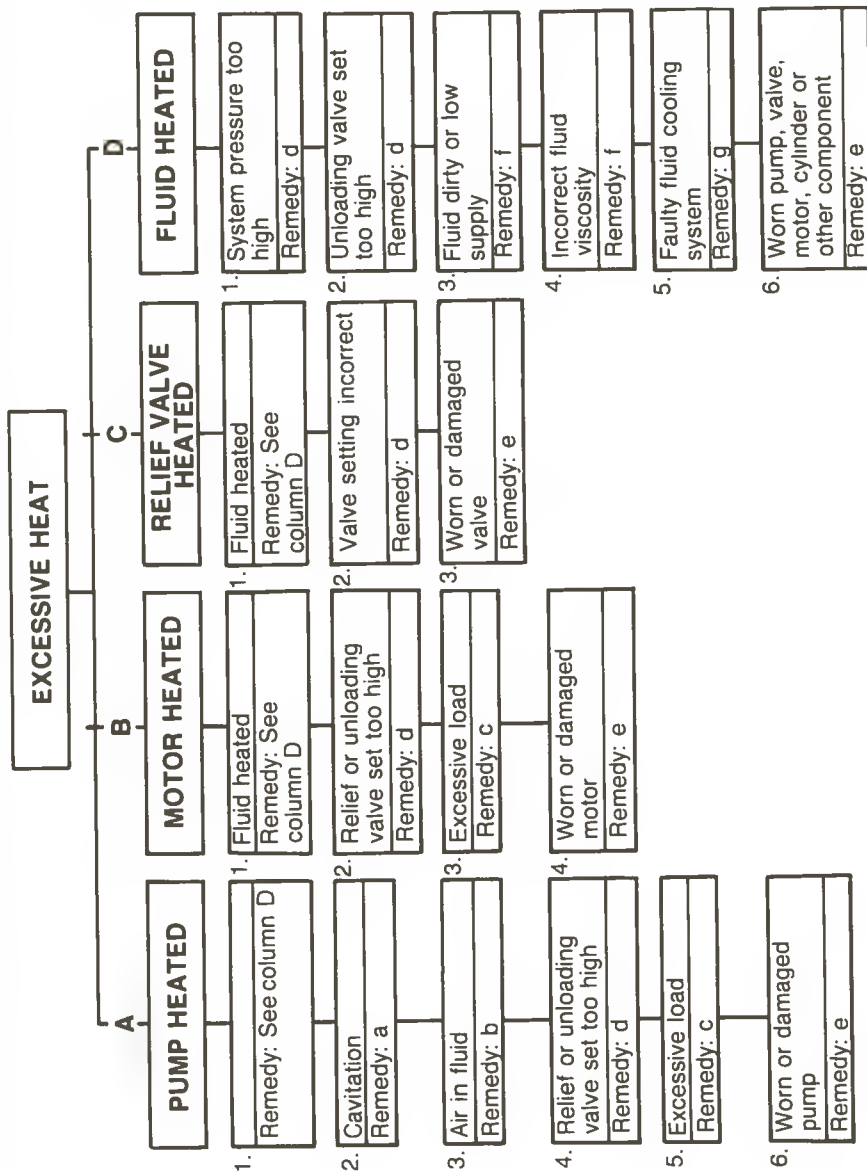 EXCESSIVE HEAT
A
PUMP HEATED
1.
Remedy: See column D
2. Cavitation
Remedy: a
3. Air in fluid
Remedy: b
4. Relief or unloading
valve set too high
Remedy: d
5. Excessive load
Remedy: c
6. Worn or damaged
pump
Remedy: e
B
MOTOR HEATED
1. Fluid heated
Remedy: See
column D
2. Relief or unloading
valve set too high
Remedy: d
3. Excessive load
Remedy: c
4. Worn or damaged
motor
Remedy: e
C
RELIEF VALVE
HEATED
1. Fluid heated
Remedy: See
column D
2. Valve setting incorrect
Remedy: d
3. Worn or damaged
valve
Remedy: e
D
FLUID HEATED
1. System pressure too
high
Remedy: d
2. Unloading valve set
too high
Remedy: d
3. Fluid dirty or low
supply
Remedy: f
4. Incorrect fluid
viscosity
Remedy: f
5. Faulty fluid cooling
system
Remedy: g
6. Worn pump, valve,
motor, cylinder or
other component
Remedy: e